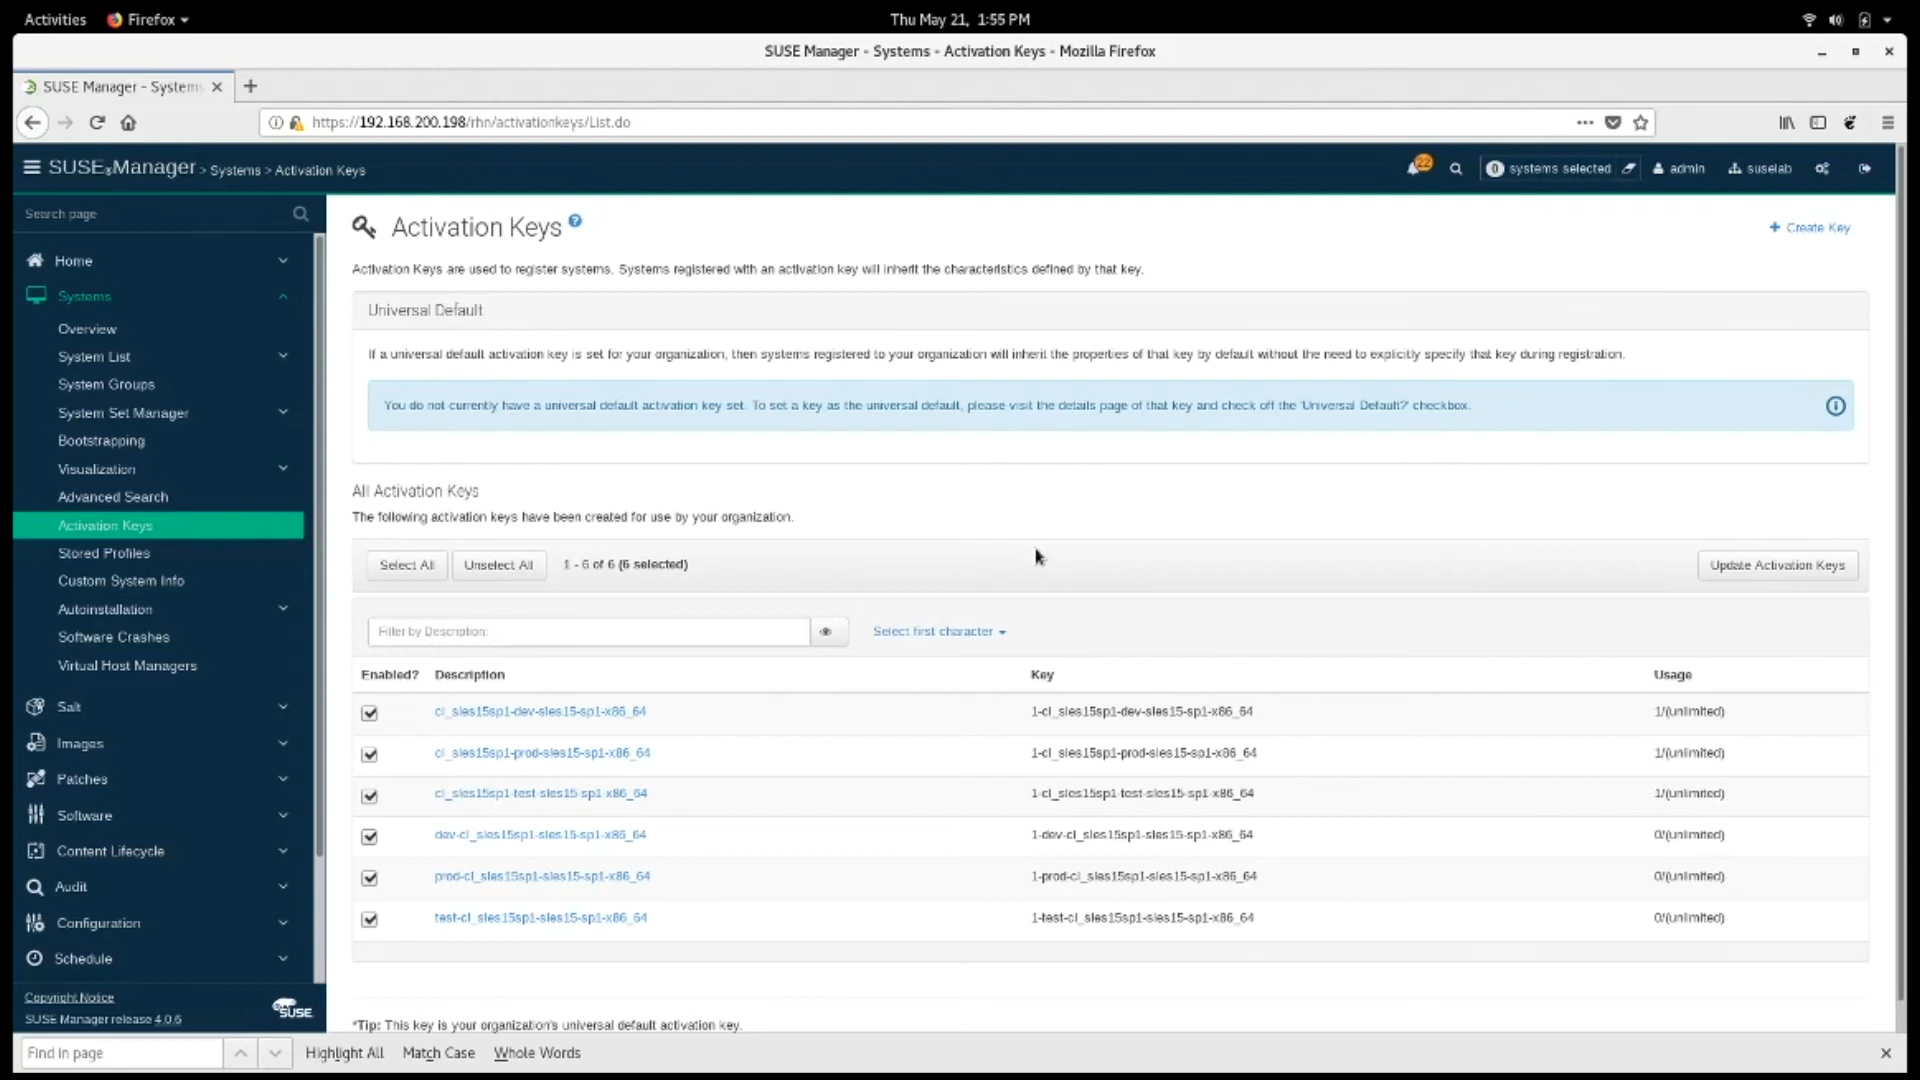 Activities Firefox Thu May 21, 1:55 PM
SUSE Manager - Systems - Activation Keys - Mozilla Firefox
SUSE Manager - Systems
https://192.168.200.198/rhn/activationkeys/List.do
SUSE Manager > Systems > Activation Keys 22 0 systems selected admin suselab
Search page
Home
Systems
Overview
System List
System Groups
System Set Manager
Bootstrapping
Visualization
Advanced Search
Activation Keys
Stored Profiles
Custom System Info
Autoinstallation
Software Crashes
Virtual Host Managers
Salt
Images
Patches
Software
Content Lifecycle
Audit
Configuration
Schedule
Copyright Notice
SUSE Manager release 4.0.6
SUSE
Activation Keys ?
+ Create Key
Activation Keys are used to register systems. Systems registered with an activation key will inherit the characteristics defined by that key.
Universal Default
If a universal default activation key is set for your organization, then systems registered to your organization will inherit the properties of that key by default without the need to explicitly specify that key during registration.
You do not currently have a universal default activation key set. To set a key as the universal default, please visit the details page of that key and check off the 'Universal Default?' checkbox.
All Activation Keys
The following activation keys have been created for use by your organization.
Select All Unselect All 1 - 6 of 6 (6 selected) Update Activation Keys
Filter by Description: Select first character
Enabled? Description Key Usage
cl_sles15sp1-dev-sles15-sp1-x86_64 1-cl_sles15sp1-dev-sles15-sp1-x86_64 1/(unlimited)
cl_sles15sp1-prod-sles15-sp1-x86_64 1-cl_sles15sp1-prod-sles15-sp1-x86_64 1/(unlimited)
cl_sles15sp1-test-sles15-sp1-x86_64 1-cl_sles15sp1-test-sles15-sp1-x86_64 1/(unlimited)
dev-cl_sles15sp1-sles15-sp1-x86_64 1-dev-cl_sles15sp1-sles15-sp1-x86_64 0/(unlimited)
prod-cl_sles15sp1-sles15-sp1-x86_64 1-prod-cl_sles15sp1-sles15-sp1-x86_64 0/(unlimited)
test-cl_sles15sp1-sles15-sp1-x86_64 1-test-cl_sles15sp1-sles15-sp1-x86_64 0/(unlimited)
*Tip: This key is your organization's universal default activation key.
Find in page Highlight All Match Case Whole Words